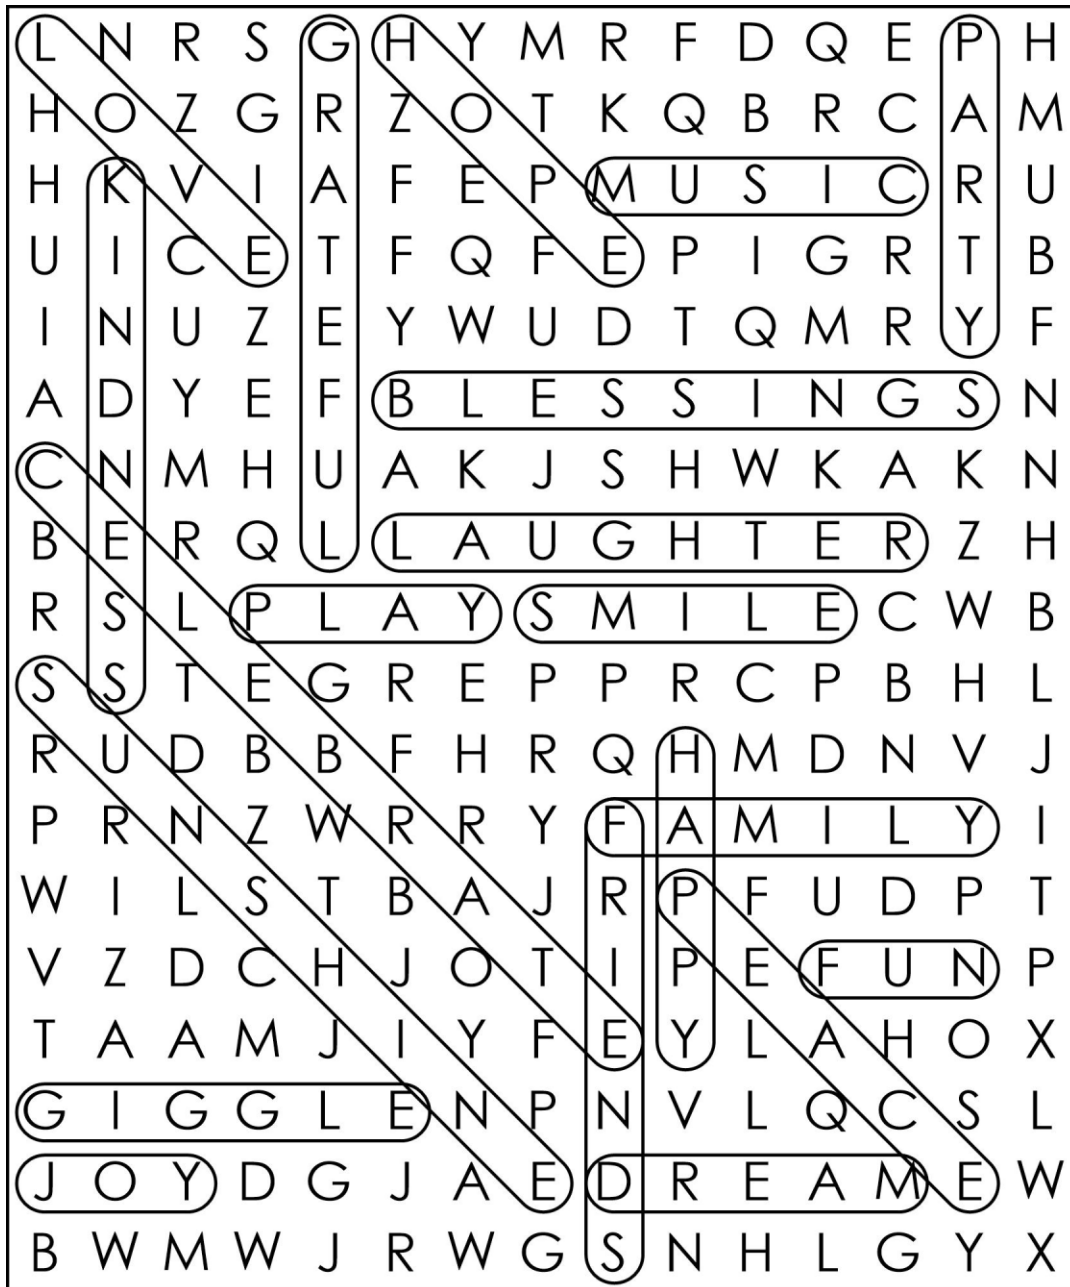 L N R S G H Y M R F D Q E P H
H O Z G R Z O T K Q B R C A M
H K V I A F E P M U S I C R U
U I C E T F Q F E P I G R T B
I N U Z E Y W U D T Q M R Y F
A D Y E F B L E S S I N G S N
C N M H U A K J S H W K A K N
B E R Q L L A U G H T E R Z H
R S L P L A Y S M I L E C W B
S S T E G R E P P R C P B H L
R U D B B F H R Q H M D N V J
P R N Z W R R Y F A M I L Y I
W I L S T B A J R P F U D P T
V Z D C H J O T I P E F U N P
T A A M J I Y F E Y L A H O X
G I G G L E N P N V L Q C S L
J O Y D G J A E D R E A M E W
B W M W J R W G S N H L G Y X